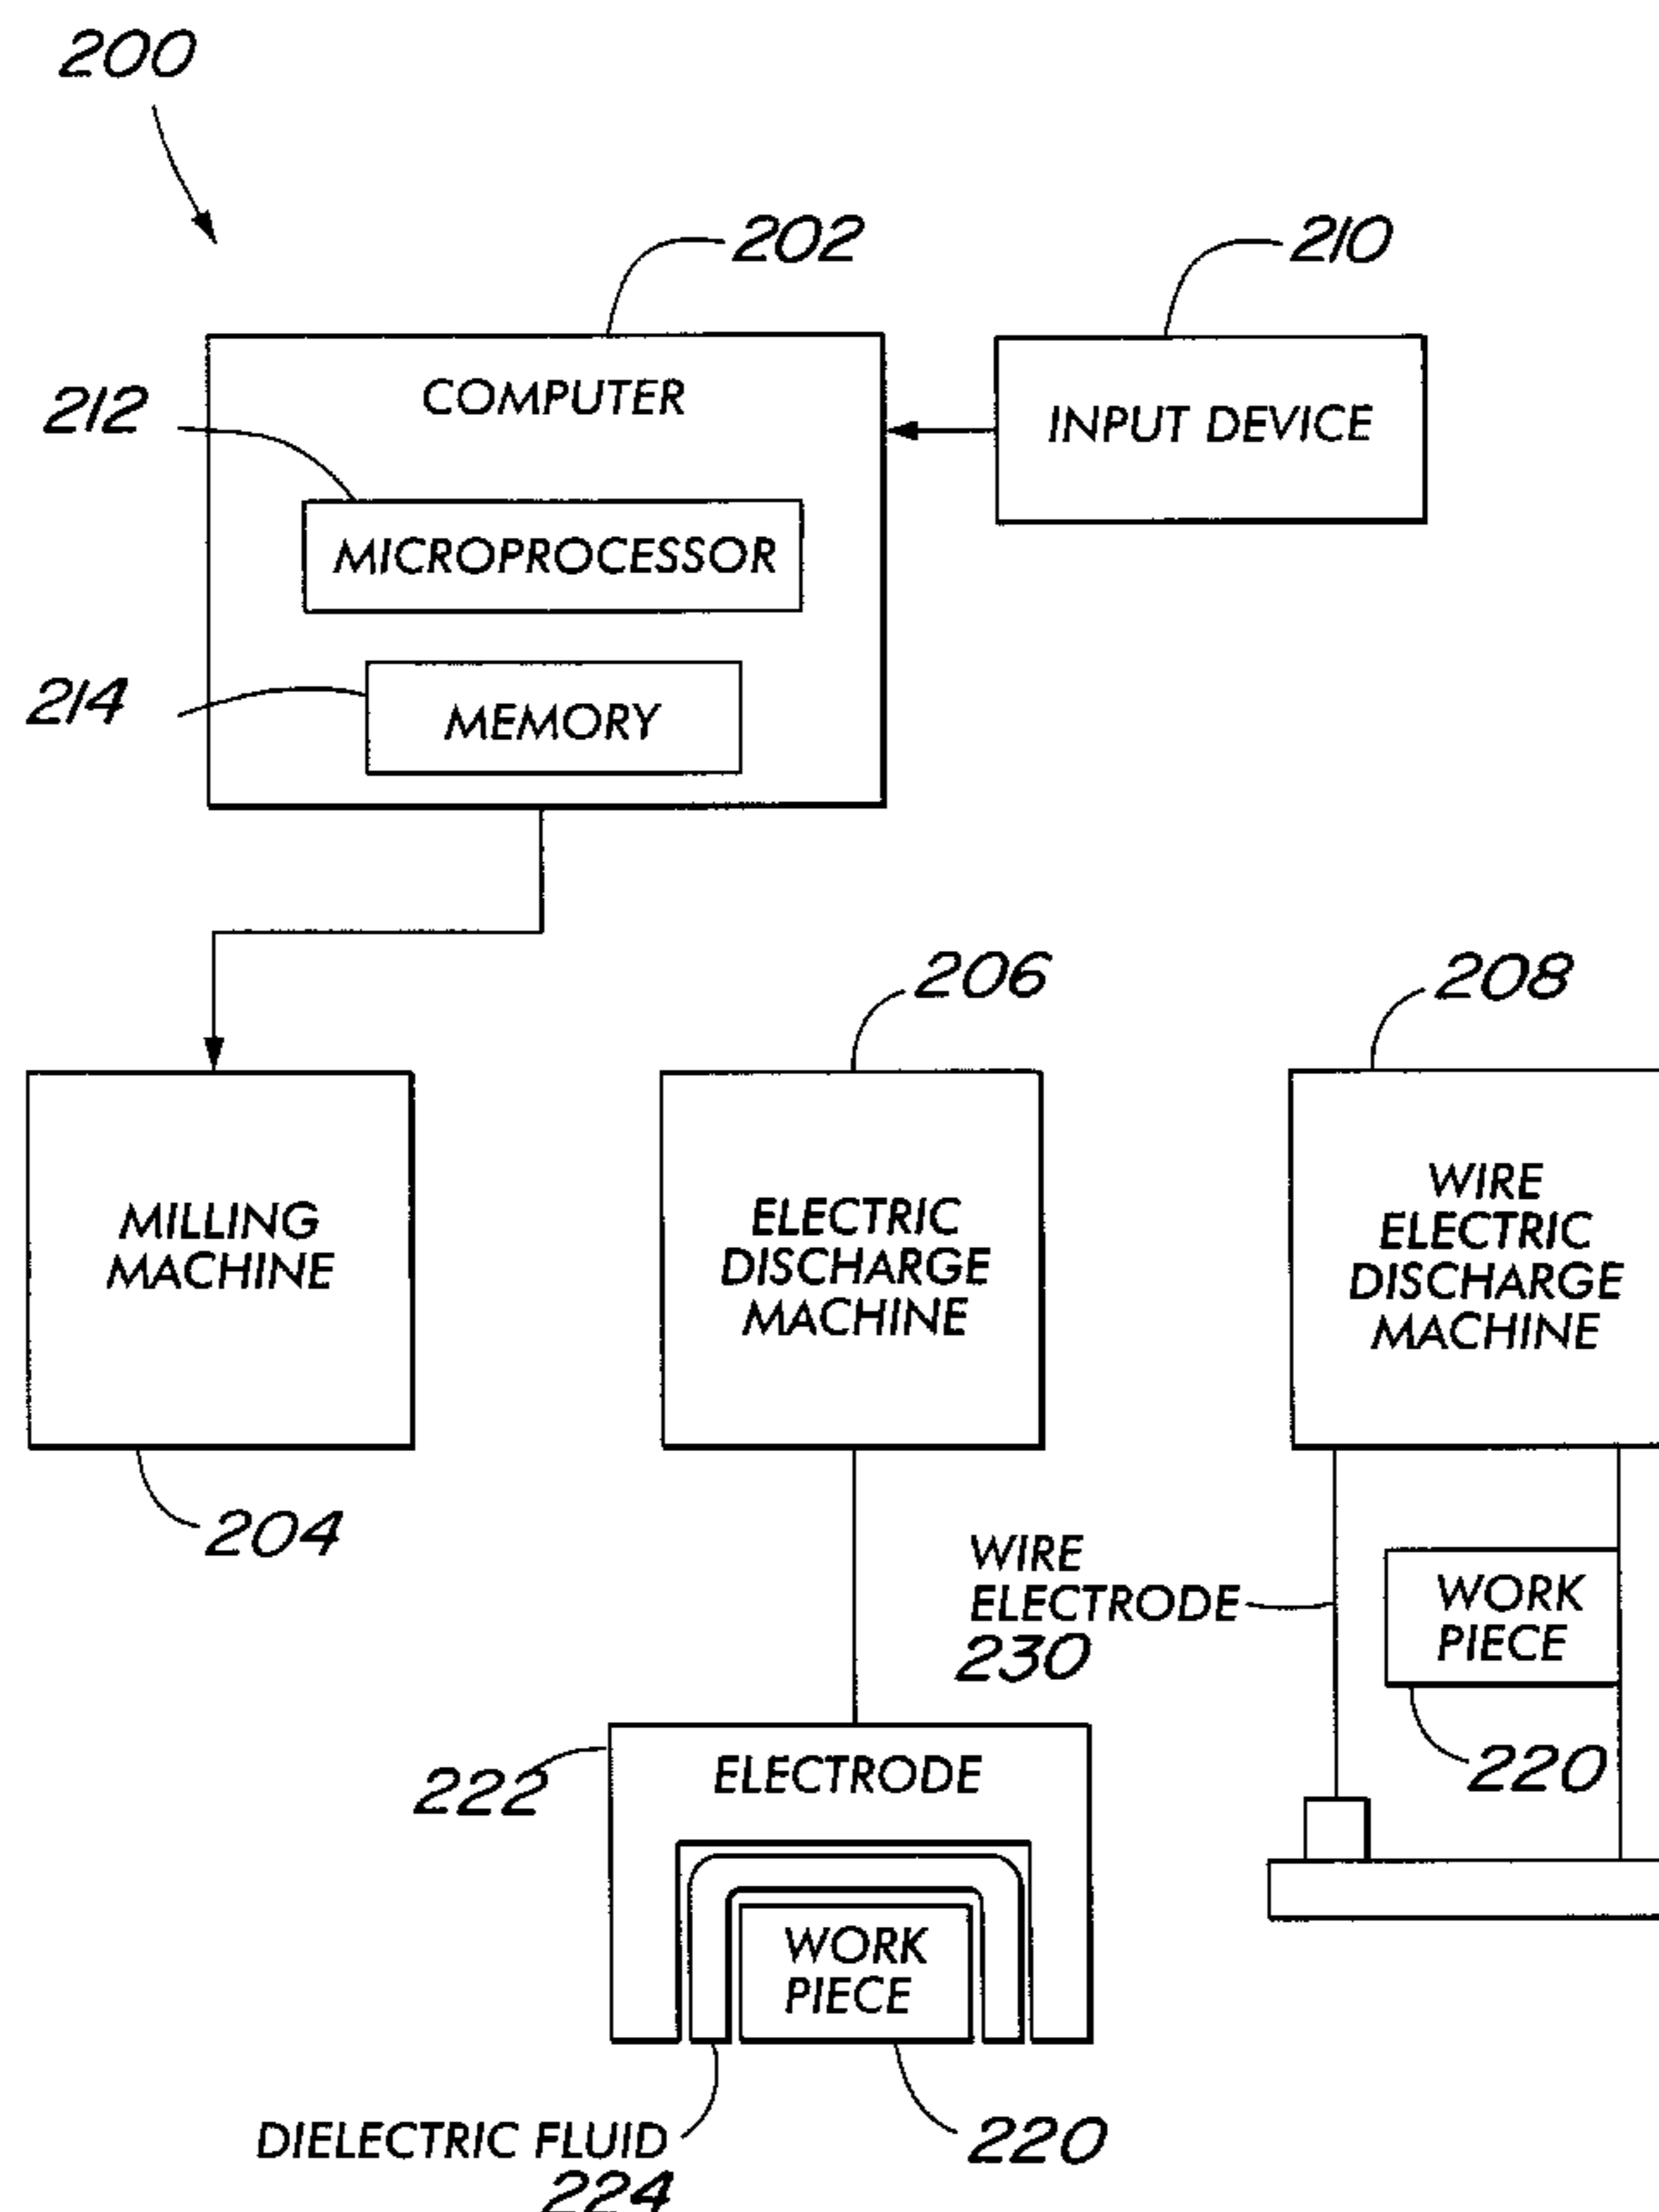 200
202
210
COMPUTER
INPUT DEVICE
212
MICROPROCESSOR
214
MEMORY
206
208
MILLING
MACHINE
ELECTRIC
DISCHARGE
MACHINE
WIRE
ELECTRIC
DISCHARGE
MACHINE
204
WIRE
ELECTRODE
230
WORK
PIECE
220
222
ELECTRODE
WORK
PIECE
DIELECTRIC FLUID
224
220